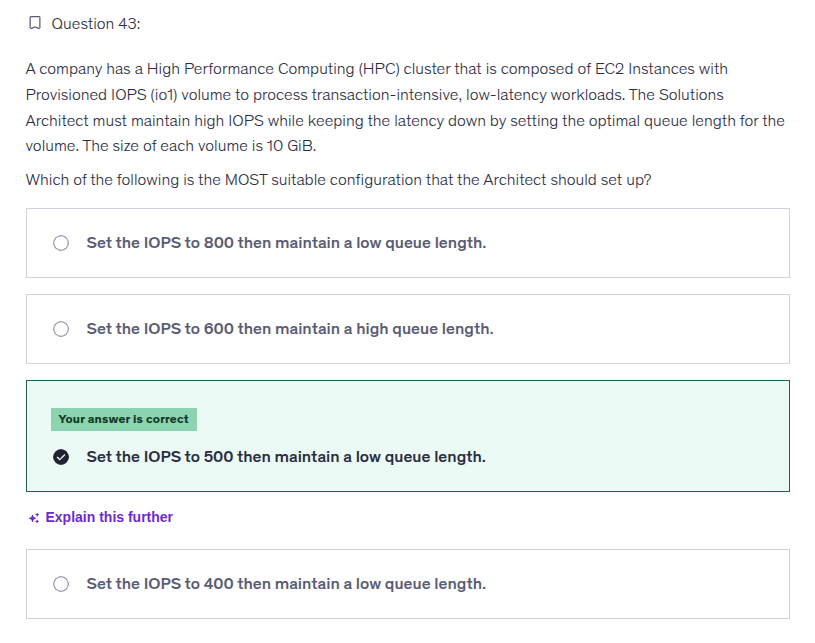 Question 43:
A company has a High Performance Computing (HPC) cluster that is composed of EC2 Instances with
Provisioned IOPS (io1) volume to process transaction-intensive, low-latency workloads. The Solutions
Architect must maintain high IOPS while keeping the latency down by setting the optimal queue length for the
volume. The size of each volume is 10 GiB.
Which of the following is the MOST suitable configuration that the Architect should set up?
Set the IOPS to 800 then maintain a low queue length.
Set the IOPS to 600 then maintain a high queue length.
Your answer is correct
Set the IOPS to 500 then maintain a low queue length.
Explain this further
Set the IOPS to 400 then maintain a low queue length.